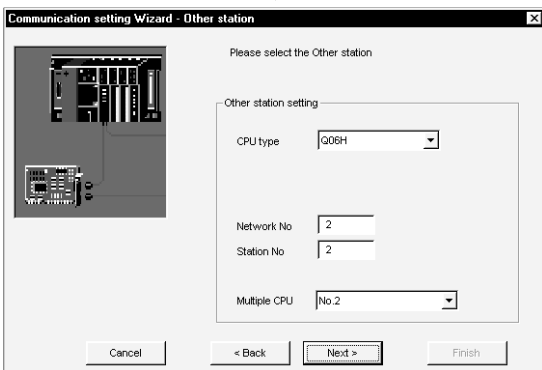 Communication setting Wizard - Other station
Please select the Other station
Other station setting
CPU type Q06H
Network No 2
Station No 2
Multiple CPU No.2
Cancel < Back Next > Finish